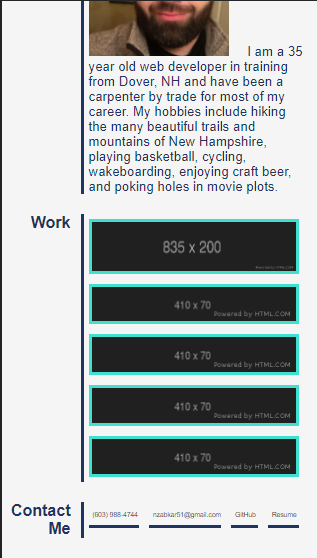 I am a 35
year old web developer in training
from Dover, NH and have been a
carpenter by trade for most of my
career. My hobbies include hiking
the many beautiful trails and
mountains of New Hampshire,
playing basketball, cycling,
wakeboarding, enjoying craft beer,
and poking holes in movie plots.
Work
835 x 200
410 x 70
Powered by HTML.COM
410 x 70
Powered by HTML.COM
410 x 70
Powered by HTML.COM
410 x 70
Powered by HTML.COM
Contact
Me
(603) 988-4744 nzabkar51@gmail.com GitHub Resume